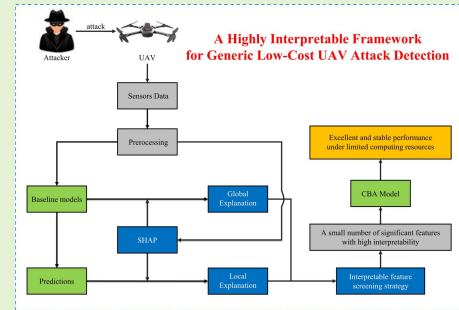 attack
Attacker
UAV
A Highly Interpretable Framework
for Generic Low-Cost UAV Attack Detection
Sensors Data
Prerocessing
Excellent and stable performance
under limited computing resources
Baseline models
Global
Explanation
CBA Model
SHAP
A small number of significant features
with high interpretability
Predictions
Local
Explanation
Interpretable feature
screening strategy